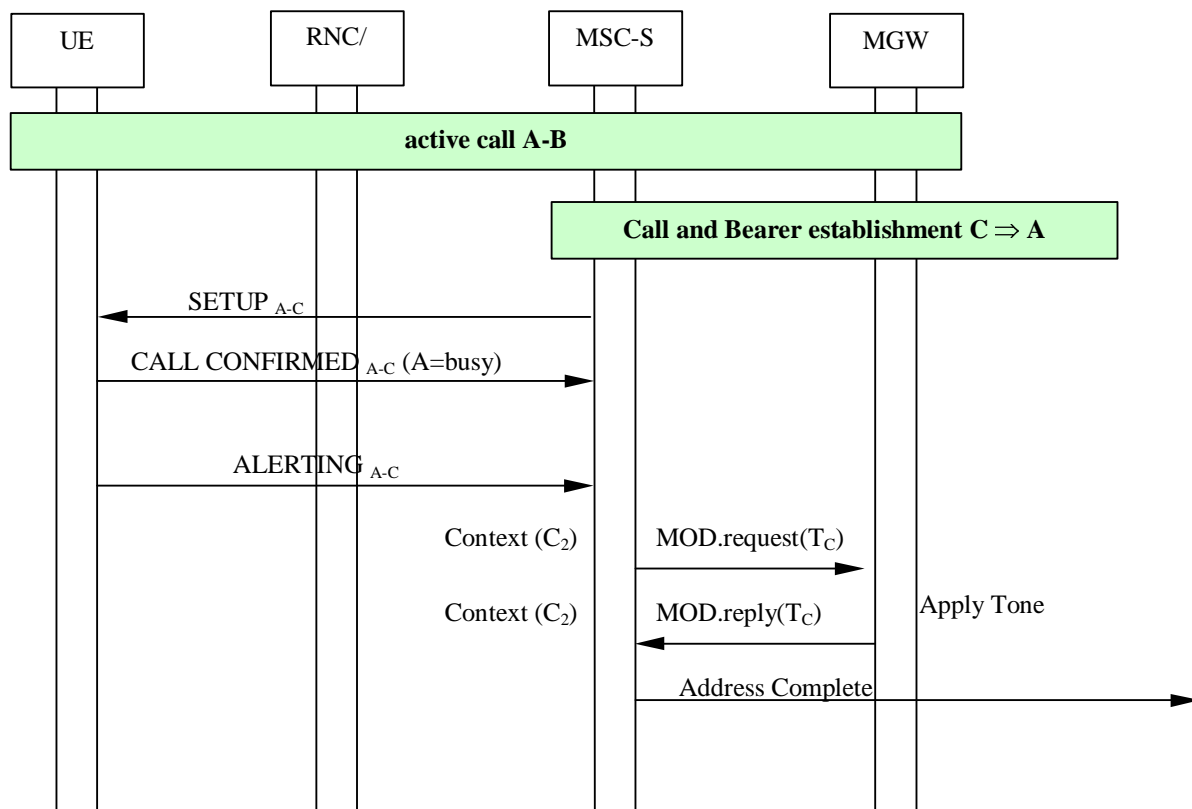 UE
RNC/
MSC-S
MGW
active call A-B
Call and Bearer establishment C ⇒ A
SETUP A-C
CALL CONFIRMED A-C (A=busy)
ALERTING A-C
Context (C2)
MOD.request(TC)
Context (C2)
MOD.reply(TC)
Apply Tone
Address Complete